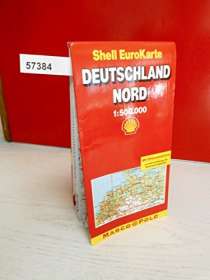 57384
Shell EuroKarte
DEUTSCHLAND
NORD
1:500.000
MARCO POLO